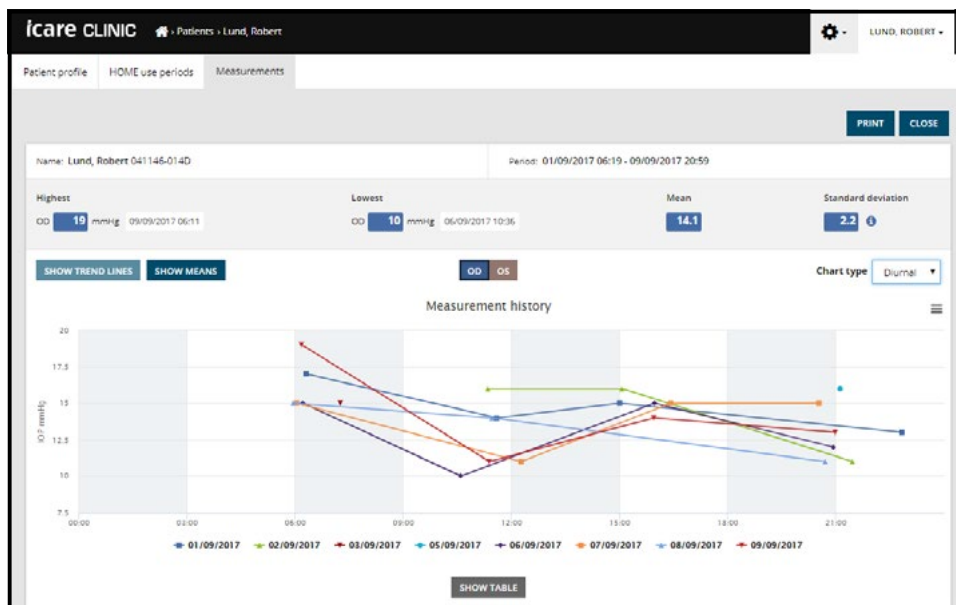 icare CLINIC › Patients › Lund, Robert LUND, ROBERT
Patient profile HOME use periods Measurements
PRINT CLOSE
Name: Lund, Robert 041146-014D Period: 01/09/2017 06:19 - 09/09/2017 20:59
Highest Lowest Mean Standard deviation
OD 19 mmHg 09/09/2017 06:11 OD 10 mmHg 06/09/2017 10:36 14.1 2.2 i
SHOW TREND LINES SHOW MEANS OD OS Chart type Diurnal
Measurement history
20
17.5
15
12.5
10
7.5
IOP mmHg
00:00 03:00 06:00 09:00 12:00 15:00 18:00 21:00
01/09/2017 02/09/2017 03/09/2017 05/09/2017 06/09/2017 07/09/2017 08/09/2017 09/09/2017
SHOW TABLE